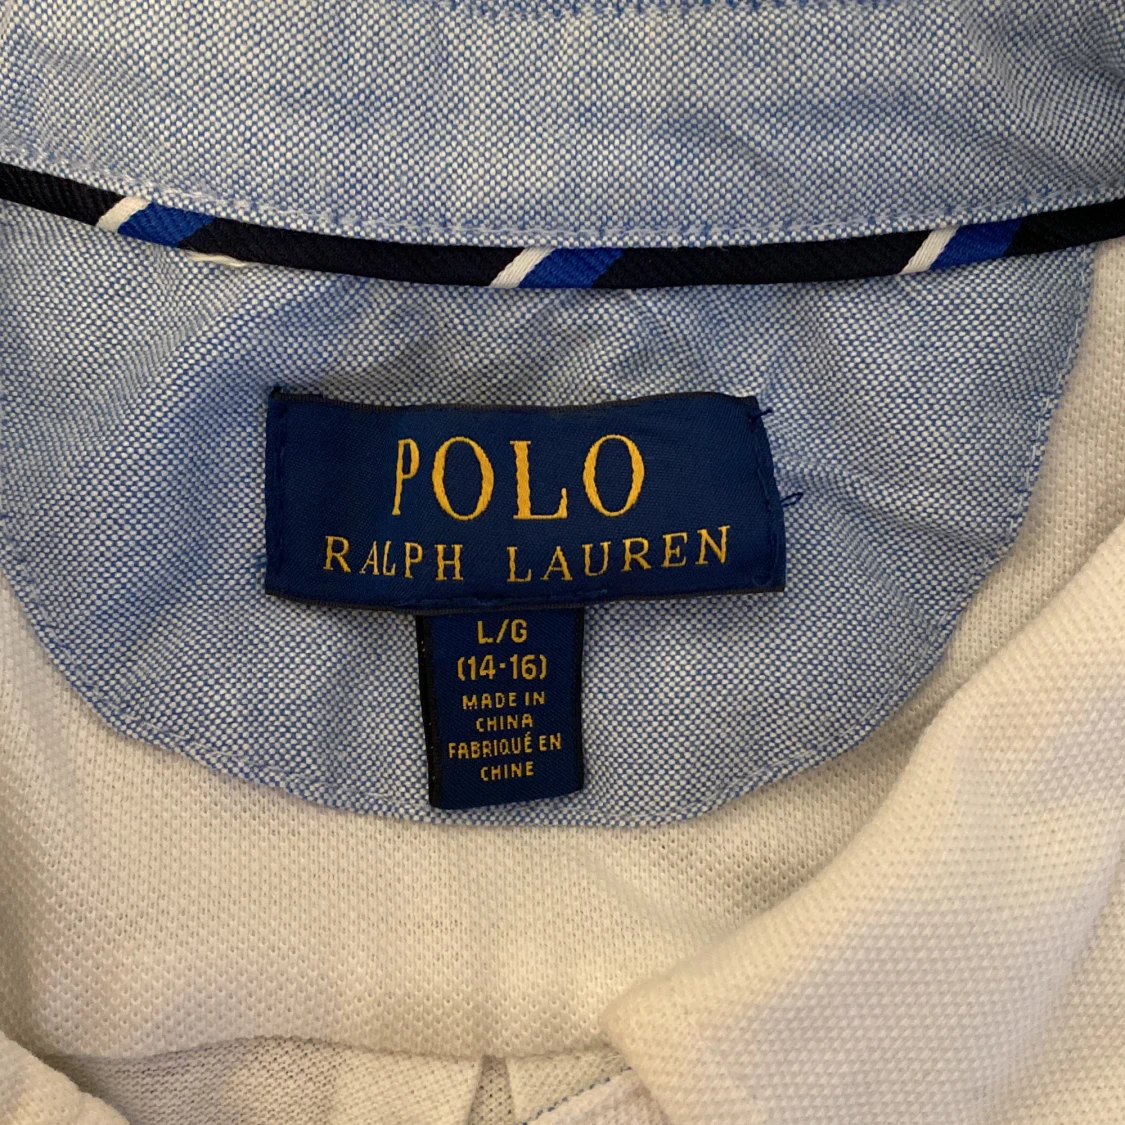 POLO
RALPH LAUREN
L/G
(14-16)
MADE IN
CHINA
FABRIQUÉ EN
CHINE